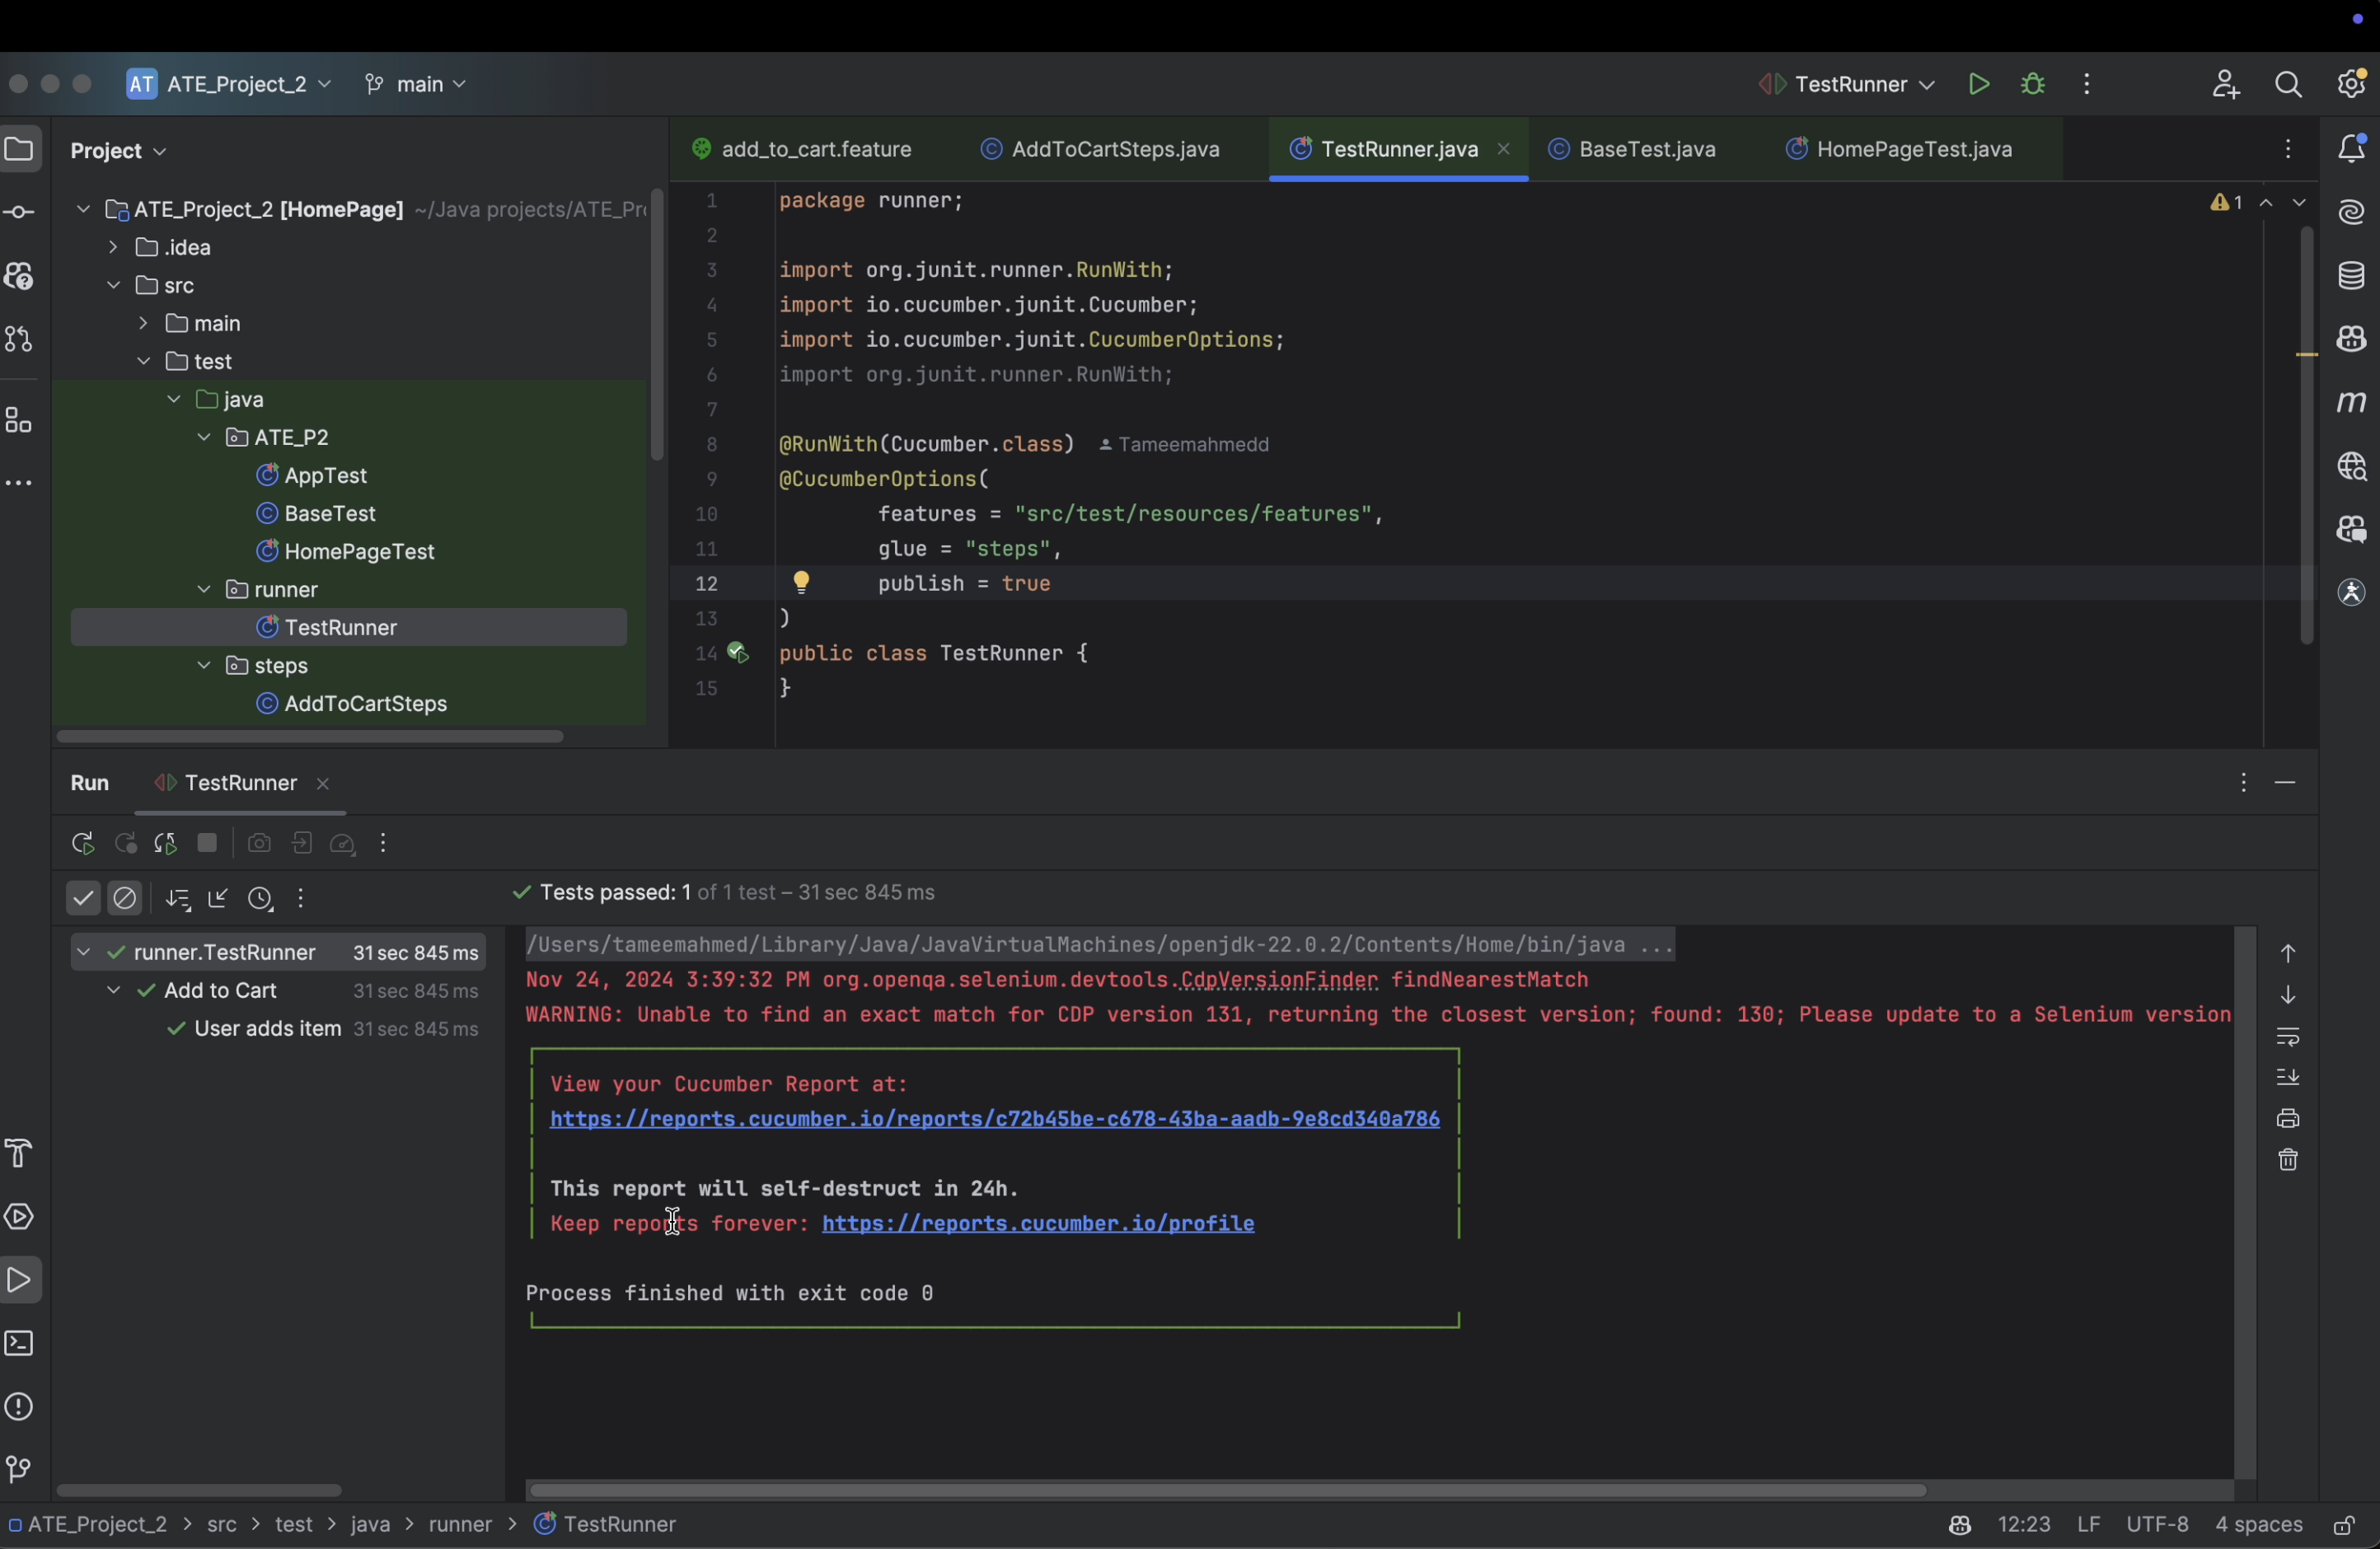 AT ATE_Project_2 main TestRunner
Project
ATE_Project_2 [HomePage] ~/Java projects/ATE_Pr
.idea
src
main
test
java
ATE_P2
AppTest
BaseTest
HomePageTest
runner
TestRunner
steps
AddToCartSteps
add_to_cart.feature AddToCartSteps.java TestRunner.java BaseTest.java HomePageTest.java
1 package runner;
2
3 import org.junit.runner.RunWith;
4 import io.cucumber.junit.Cucumber;
5 import io.cucumber.junit.CucumberOptions;
6 import org.junit.runner.RunWith;
7
8 @RunWith(Cucumber.class) Tameemahmedd
9 @CucumberOptions(
10 features = "src/test/resources/features",
11 glue = "steps",
12 publish = true
13 )
14 public class TestRunner {
15 }
1
Run TestRunner
Tests passed: 1 of 1 test – 31 sec 845 ms
runner.TestRunner 31 sec 845 ms
Add to Cart 31 sec 845 ms
User adds item 31 sec 845 ms
/Users/tameemahmed/Library/Java/JavaVirtualMachines/openjdk-22.0.2/Contents/Home/bin/java ...
Nov 24, 2024 3:39:32 PM org.openqa.selenium.devtools.CdpVersionFinder findNearestMatch
WARNING: Unable to find an exact match for CDP version 131, returning the closest version; found: 130; Please update to a Selenium version
View your Cucumber Report at:
https://reports.cucumber.io/reports/c72b45be-c678-43ba-aadb-9e8cd340a786
This report will self-destruct in 24h.
Keep reports forever: https://reports.cucumber.io/profile
Process finished with exit code 0
ATE_Project_2 > src > test > java > runner > TestRunner 12:23 LF UTF-8 4 spaces